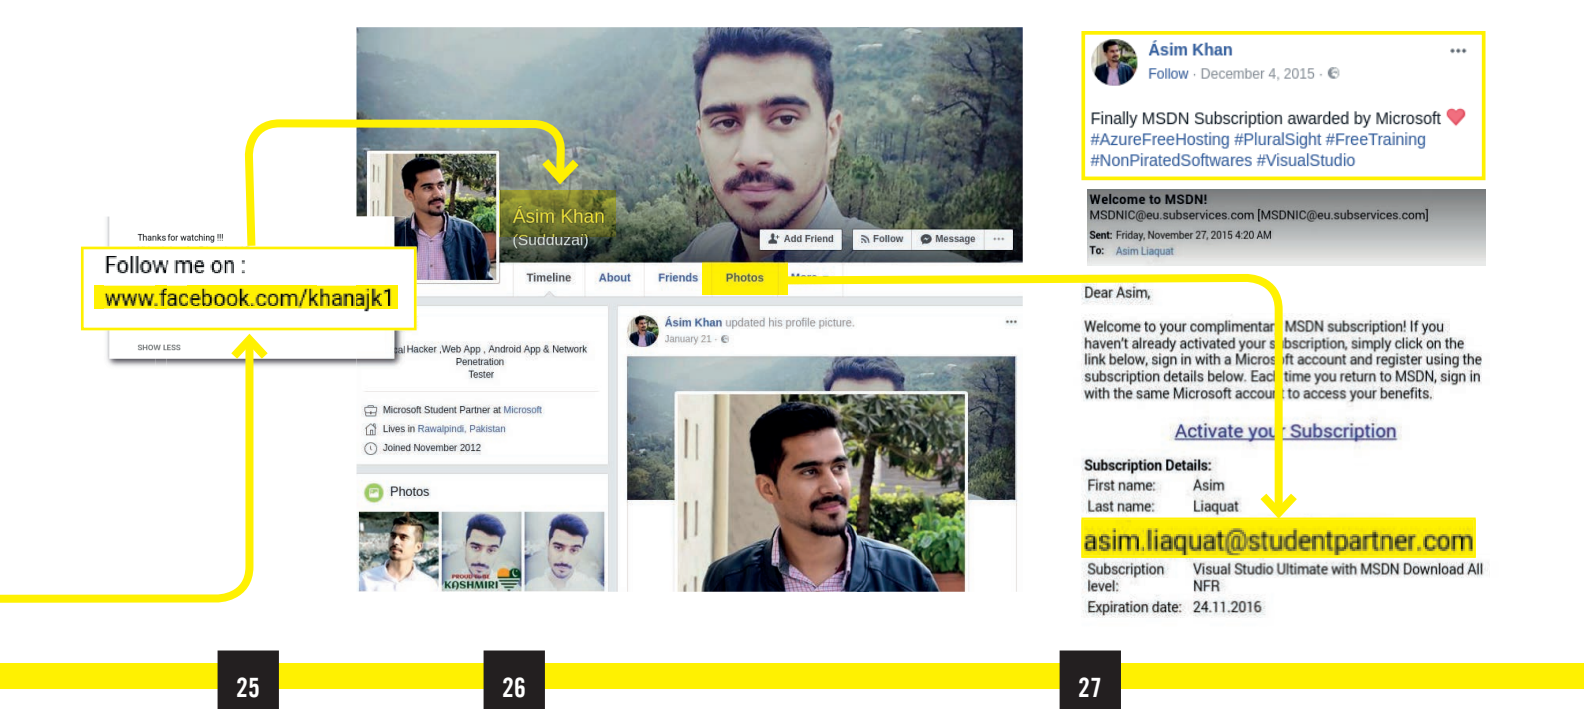 Thanks for watching !!!
Follow me on :
www.facebook.com/khanajk1
SHOW LESS
Ásim Khan
(Sudduzai)
Add Friend
Follow
Message
Timeline
About
Friends
Photos
Hacker ,Web App , Android App & Network
Penetration
Tester
Microsoft Student Partner at Microsoft
Lives in Rawalpindi, Pakistan
Joined November 2012
Photos
PROUD to BE
KASHMIRI
Ásim Khan updated his profile picture.
January 21
Ásim Khan
Follow · December 4, 2015 ·
Finally MSDN Subscription awarded by Microsoft
#AzureFreeHosting #PluralSight #FreeTraining
#NonPiratedSoftwares #VisualStudio
Welcome to MSDN!
MSDNIC@eu.subservices.com [MSDNIC@eu.subservices.com]
Sent: Friday, November 27, 2015 4:20 AM
To: Asim Liaquat
Dear Asim,
Welcome to your complimentary MSDN subscription! If you
haven't already activated your subscription, simply click on the
link below, sign in with a Microsoft account and register using the
subscription details below. Each time you return to MSDN, sign in
with the same Microsoft account to access your benefits.
Activate your Subscription
Subscription Details:
First name: Asim
Last name: Liaquat
asim.liaquat@studentpartner.com
Subscription level: Visual Studio Ultimate with MSDN Download All
NFR
Expiration date: 24.11.2016
25
26
27